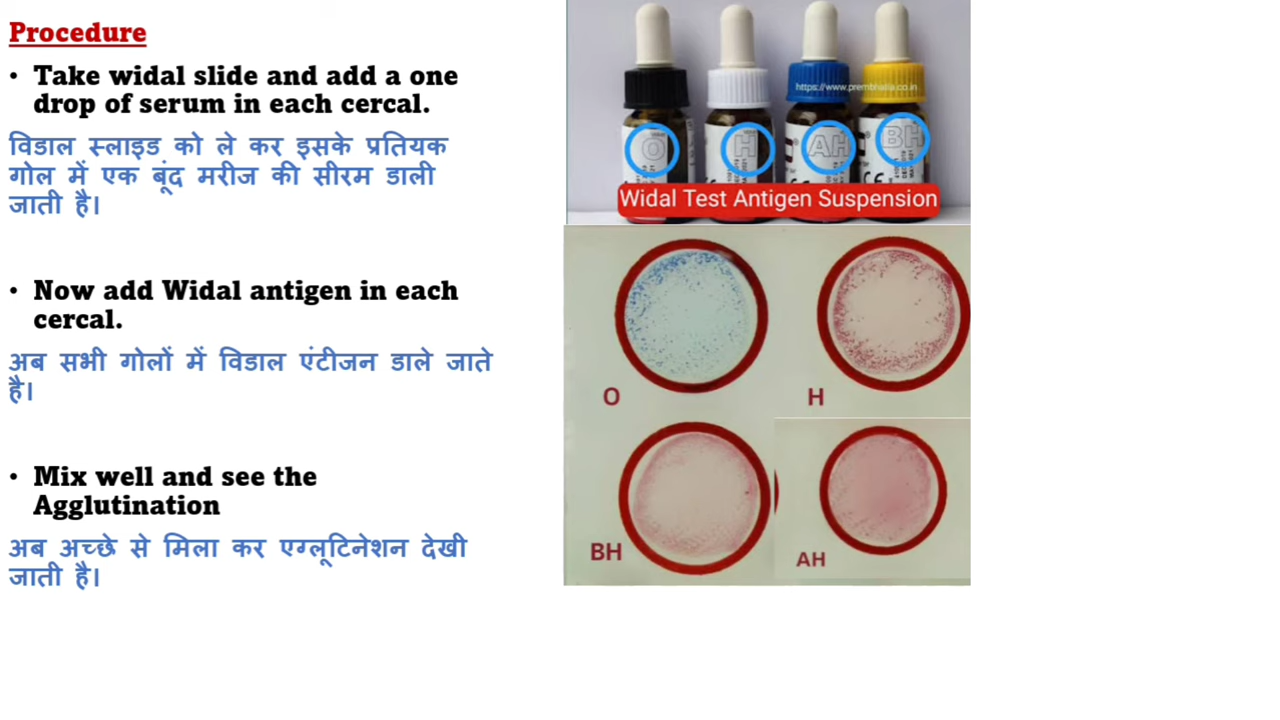 Procedure
• Take widal slide and add a one
drop of serum in each cercal.
विडाल स्लाइड को ले कर इसके प्रतियक
गोल में एक बूंद मरीज की सीरम डाली
जाती है।
• Now add Widal antigen in each
cercal.
अब सभी गोलों में विडाल एंटीजन डाले जाते
है।
• Mix well and see the
Agglutination
अब अच्छे से मिला कर एग्लूटिनेशन देखी
जाती है।
https://www.prembhatia.co.in
O H AH BH
Widal Test Antigen Suspension
O H
BH AH